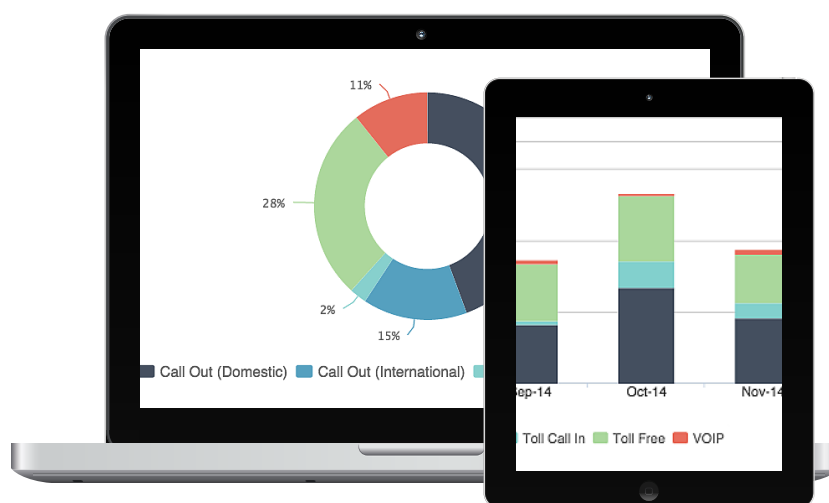 11%
28%
2%
15%
Call Out (Domestic) Call Out (International)
Sep-14 Oct-14 Nov-14
Toll Call In Toll Free VOIP